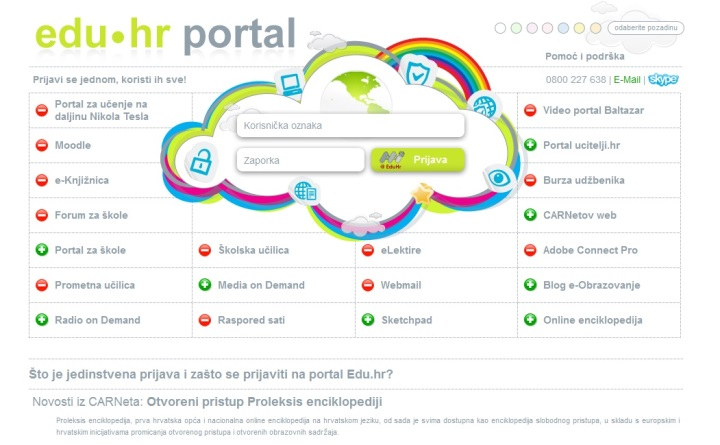 edu•hr portal
odaberite pozadinu
Pomoć i podrška
Prijavi se jednom, koristi ih sve!
0800 227 638 | E-Mail | skype
Portal za učenje na
daljinu Nikola Tesla
Korisnička oznaka
Video portal Baltazar
Moodle
Zaporka
Edu.Hr
Prijava
Portal ucitelji.hr
e-Knjižnica
Burza udžbenika
Forum za škole
CARNetov web
Portal za škole
Školska učilica
eLektire
Adobe Connect Pro
Prometna učilica
Media on Demand
Webmail
Blog e-Obrazovanje
Radio on Demand
Raspored sati
Sketchpad
Online enciklopedija
Što je jedinstvena prijava i zašto se prijaviti na portal Edu.hr?
Novosti iz CARNeta: Otvoreni pristup Proleksis enciklopediji
Proleksis enciklopedija, prva hrvatska opća i nacionalna online enciklopedija na hrvatskom jeziku, od sada je svima dostupna kao enciklopedija slobodnog pristupa, u skladu s europskim i
hrvatskim inicijativama promicanja otvorenog pristupa i otvorenih obrazovnih sadržaja.